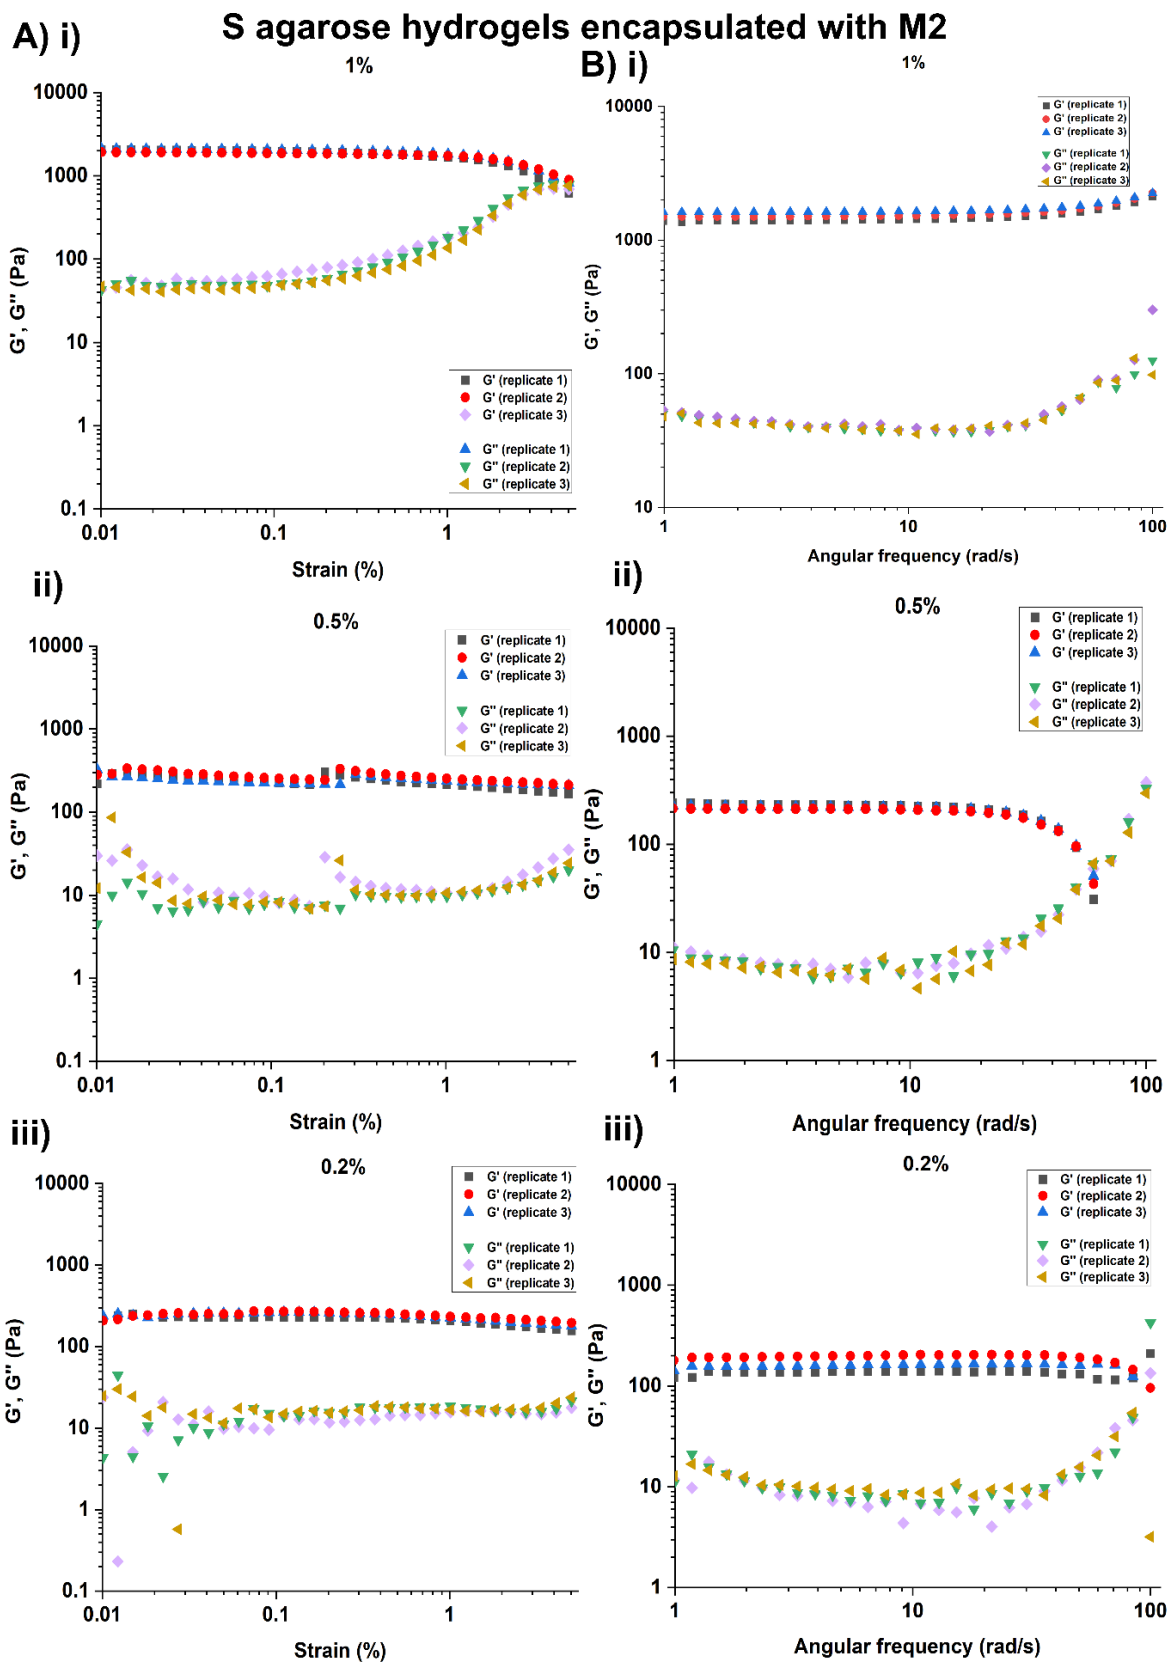 S agarose hydrogels encapsulated with M2
A) i)
1%
10000
1000
100
10
1
0.1
0.01
0.1
1
G', G" (Pa)
Strain (%)
G' (replicate 1)
G' (replicate 2)
G' (replicate 3)
G" (replicate 1)
G" (replicate 2)
G" (replicate 3)
B) i)
1%
10000
1000
100
10
1
10
100
G', G" (Pa)
Angular frequency (rad/s)
G' (replicate 1)
G' (replicate 2)
G' (replicate 3)
G" (replicate 1)
G" (replicate 2)
G" (replicate 3)
ii)
0.5%
10000
1000
100
10
1
0.1
0.01
0.1
1
G', G" (Pa)
Strain (%)
G' (replicate 1)
G' (replicate 2)
G' (replicate 3)
G" (replicate 1)
G" (replicate 2)
G" (replicate 3)
ii)
0.5%
10000
1000
100
10
1
1
10
100
G', G" (Pa)
Angular frequency (rad/s)
G' (replicate 1)
G' (replicate 2)
G' (replicate 3)
G" (replicate 1)
G" (replicate 2)
G" (replicate 3)
iii)
0.2%
10000
1000
100
10
1
0.1
0.01
0.1
1
G', G" (Pa)
Strain (%)
G' (replicate 1)
G' (replicate 2)
G' (replicate 3)
G" (replicate 1)
G" (replicate 2)
G" (replicate 3)
iii)
0.2%
10000
1000
100
10
1
1
10
100
G', G" (Pa)
Angular frequency (rad/s)
G' (replicate 1)
G' (replicate 2)
G' (replicate 3)
G" (replicate 1)
G" (replicate 2)
G" (replicate 3)